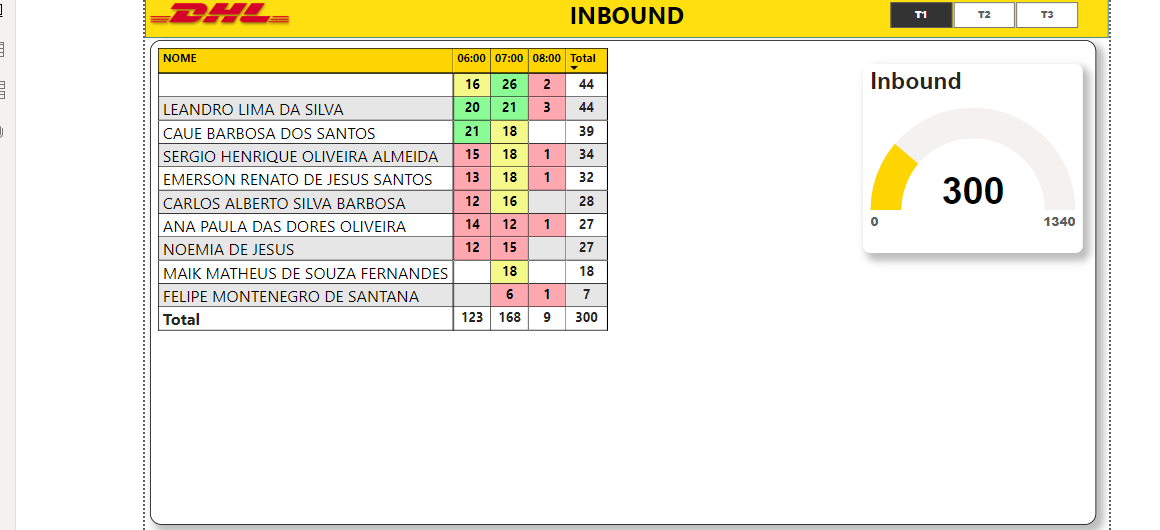 DHL INBOUND T1 T2 T3
NOME 06:00 07:00 08:00 Total
16 26 2 44
LEANDRO LIMA DA SILVA 20 21 3 44
CAUE BARBOSA DOS SANTOS 21 18 39
SERGIO HENRIQUE OLIVEIRA ALMEIDA 15 18 1 34
EMERSON RENATO DE JESUS SANTOS 13 18 1 32
CARLOS ALBERTO SILVA BARBOSA 12 16 28
ANA PAULA DAS DORES OLIVEIRA 14 12 1 27
NOEMIA DE JESUS 12 15 27
MAIK MATHEUS DE SOUZA FERNANDES 18 18
FELIPE MONTENEGRO DE SANTANA 6 1 7
Total 123 168 9 300
Inbound
300
0 1340